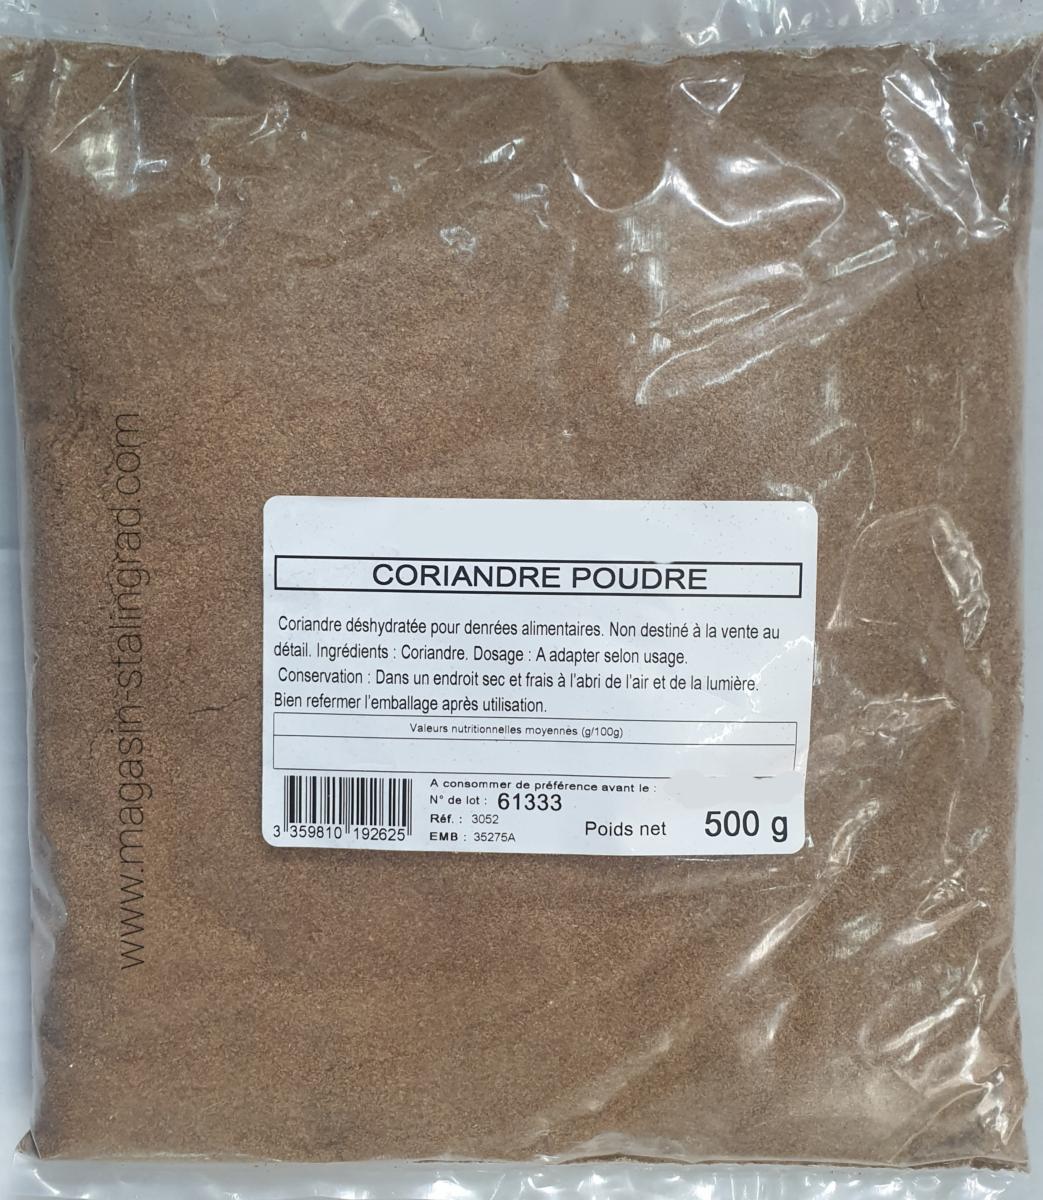 CORIANDRE POUDRE
Coriandre déshydratée pour denrées alimentaires. Non destiné à la vente au
détail. Ingrédients : Coriandre. Dosage : A adapter selon usage.
Conservation : Dans un endroit sec et frais à l'abri de l'air et de la lumière.
Bien refermer l'emballage après utilisation.
Valeurs nutritionnelles moyennes (g/100g)
A consommer de préférence avant le :
N° de lot : 61333
Réf. : 3052
EMB : 35275A
Poids net 500 g
3 359810 192625
www.magasin-stalingrad.com